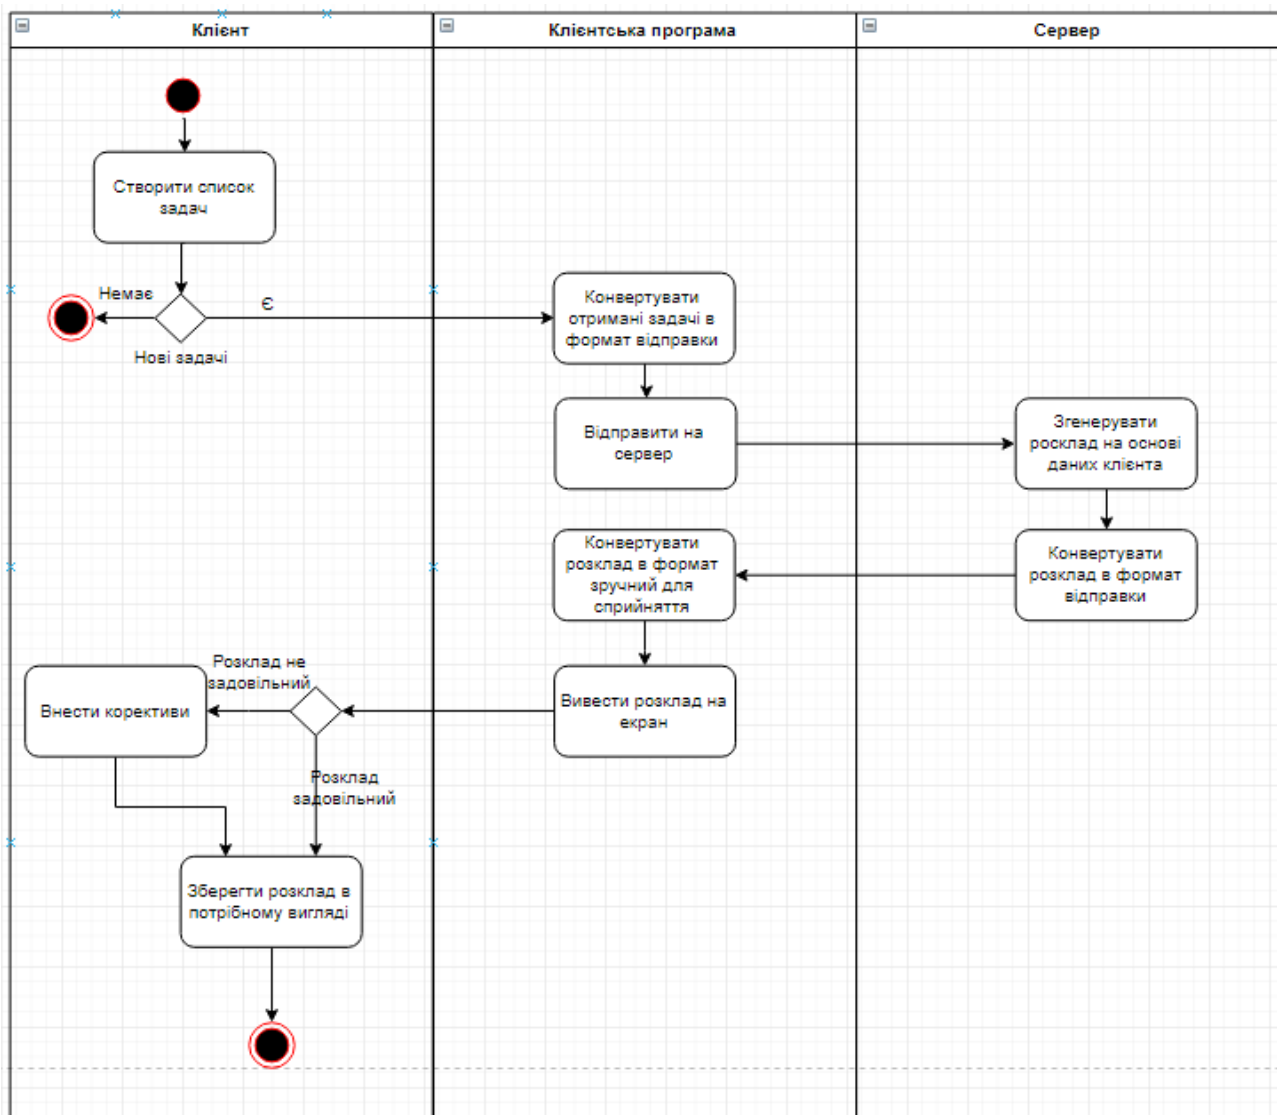 Клієнт
Клієнтська програма
Сервер
Створити список
задач
Немає
Є
Нові задачі
Конвертувати
отримані задачі в
формат відправки
Відправити на
сервер
Згенерувати
росклад на основі
даних клієнта
Конвертувати
розклад в формат
відправки
Конвертувати
розклад в формат
зручний для
сприйняття
Вивести розклад на
екран
Розклад не
задовільний
Внести корективи
Розклад
задовільний
Зберегти розклад в
потрібному вигляді